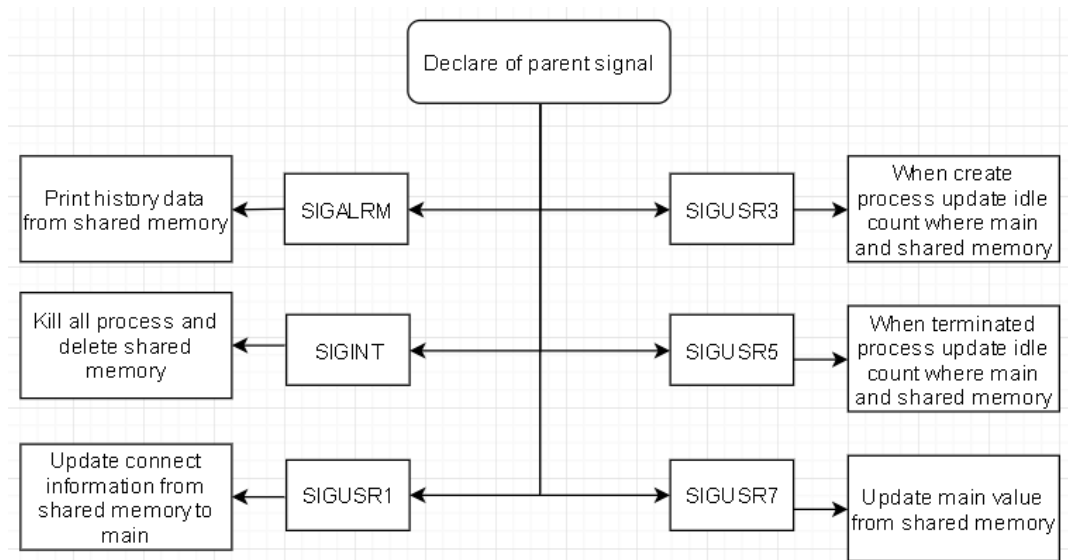 Declare of parent signal
Print history data
from shared memory
SIGALRM
SIGUSR3
When create
process update idle
count where main
and shared memory
Kill all process and
delete shared
memory
SIGINT
SIGUSR5
When terminated
process update idle
count where main
and shared memory
Update connect
information from
shared memory to
main
SIGUSR1
SIGUSR7
Update main value
from shared memory